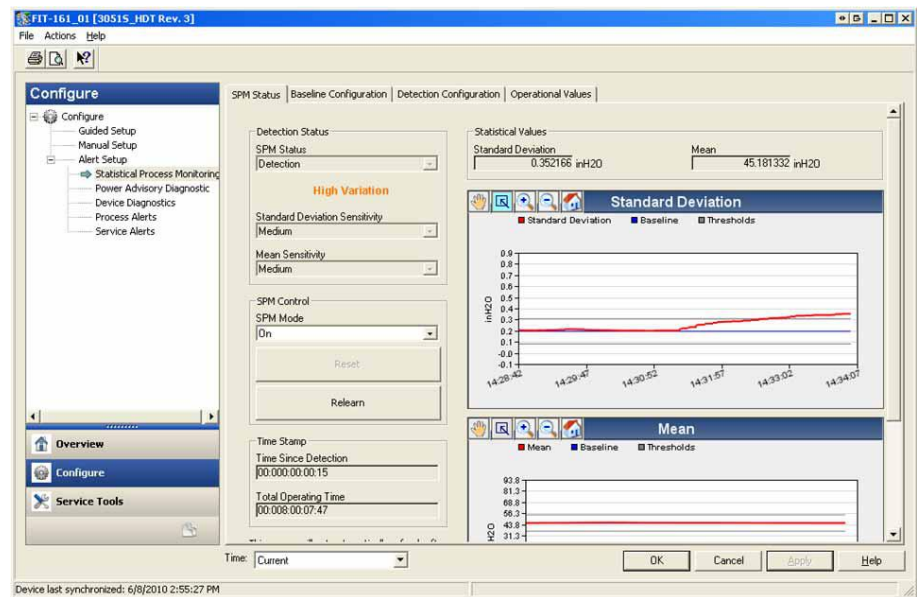 FIT-161_01 [3051S_HDT Rev. 3]
File Actions Help
Configure
Configure
Guided Setup
Manual Setup
Alert Setup
Statistical Process Monitoring
Power Advisory Diagnostic
Device Diagnostics
Process Alerts
Service Alerts
Overview
Configure
Service Tools
SPM Status Baseline Configuration Detection Configuration Operational Values
Detection Status
SPM Status
Detection
High Variation
Standard Deviation Sensitivity
Medium
Mean Sensitivity
Medium
SPM Control
SPM Mode
On
Reset
Relearn
Time Stamp
Time Since Detection
00:000:00:00:15
Total Operating Time
00:008:00:07:47
Statistical Values
Standard Deviation Mean
0.352166 inH2O 45.181332 inH2O
Standard Deviation
Standard Deviation Baseline Thresholds
inH2O
0.9
0.8
0.7
0.6
0.5
0.4
0.3
0.2
0.1
-0.0
-0.1
14:28:42 14:29:47 14:30:52 14:31:57 14:33:02 14:34:07
Mean
Mean Baseline Thresholds
H2O
93.8
81.3
68.8
56.3
43.8
31.3
Time: Current
OK Cancel Apply Help
Device last synchronized: 6/8/2010 2:55:27 PM